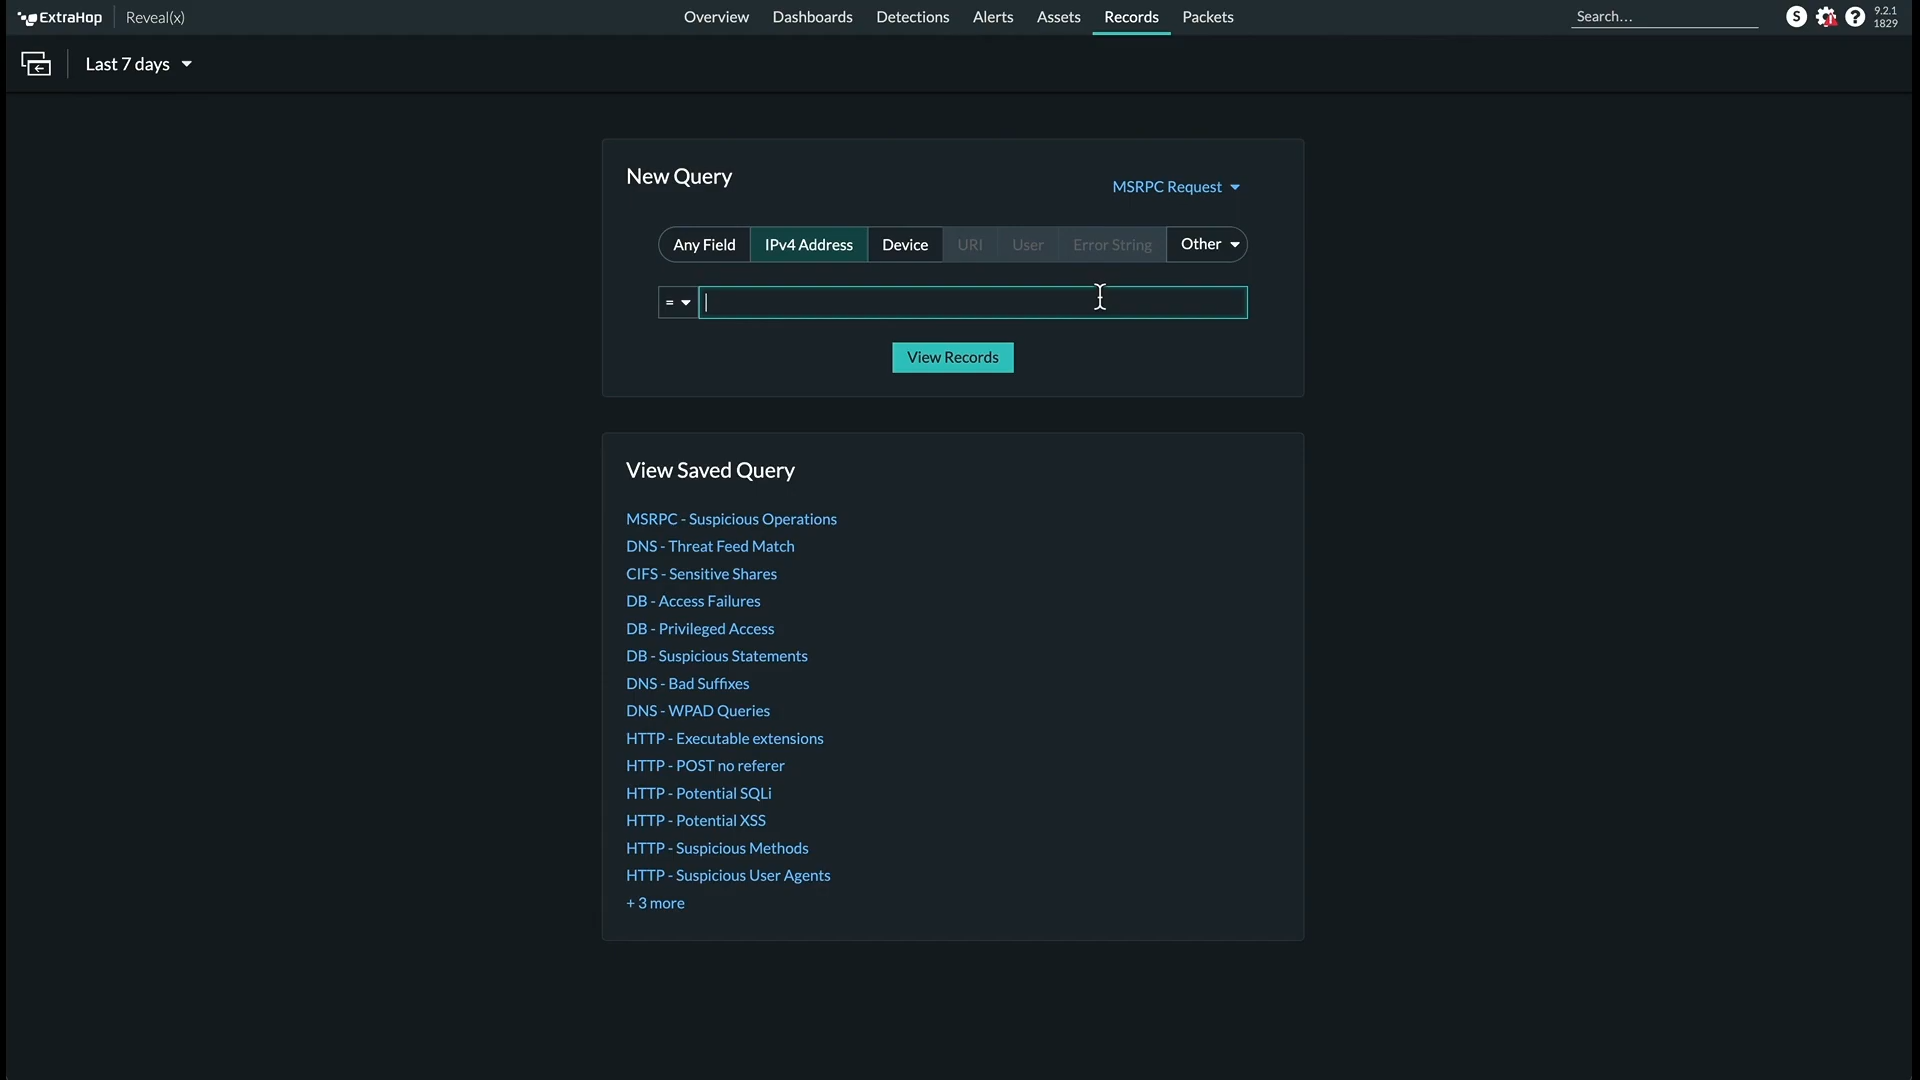 ExtraHop Reveal(x) Overview Dashboards Detections Alerts Assets Records Packets Search... S ? 9.2.1
1829
Last 7 days
New Query
MSRPC Request
Any Field IPv4 Address Device URI User Error String Other
=
View Records
View Saved Query
MSRPC - Suspicious Operations
DNS - Threat Feed Match
CIFS - Sensitive Shares
DB - Access Failures
DB - Privileged Access
DB - Suspicious Statements
DNS - Bad Suffixes
DNS - WPAD Queries
HTTP - Executable extensions
HTTP - POST no referer
HTTP - Potential SQLi
HTTP - Potential XSS
HTTP - Suspicious Methods
HTTP - Suspicious User Agents
+ 3 more